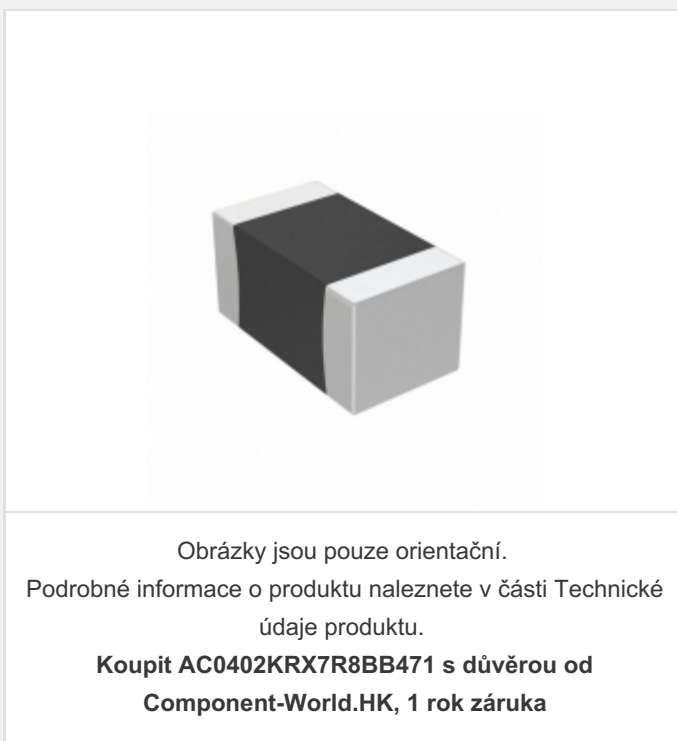 Obrázky jsou pouze orientační.
Podrobné informace o produktu naleznete v části Technické
údaje produktu.
Koupit AC0402KRX7R8BB471 s důvěrou od
Component-World.HK, 1 rok záruka